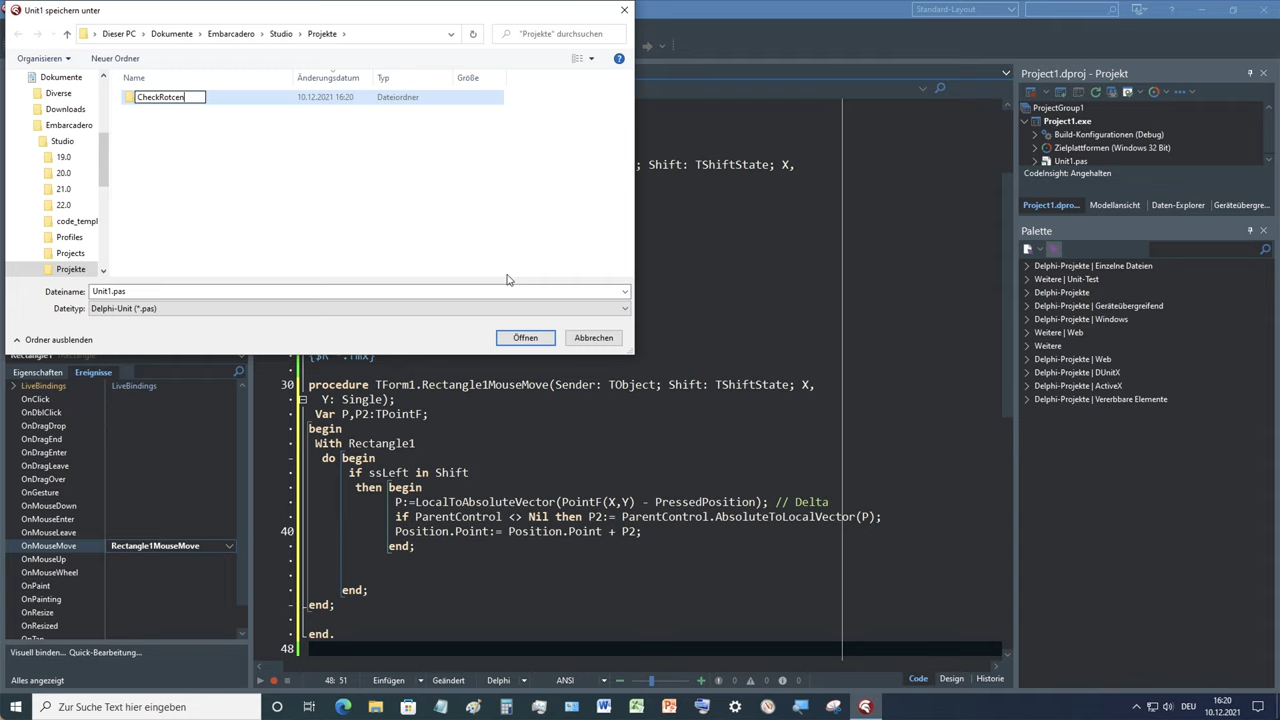 Unit1 speichern unter
Standard-Layout
Dieser PC
Dokumente
Embarcadero
Studio
Projekte
"Projekte" durchsuchen
Organisieren
Neuer Ordner
Name
Änderungsdatum
Typ
Größe
CheckRotcen
10.12.2021 16:20
Dateiordner
Dokumente
Diverse
Downloads
Embarcadero
Studio
19.0
20.0
21.0
22.0
code_templ
Profiles
Projects
Projekte
Dateiname:
Unit1.pas
Dateityp:
Delphi-Unit (*.pas)
Ordner ausblenden
Öffnen
Abbrechen
; Shift: TShiftState; X,
Rectangle1
Eigenschaften
Ereignisse
LiveBindings
LiveBindings
OnClick
OnDblClick
OnDragDrop
OnDragEnd
OnDragEnter
OnDragLeave
OnDragOver
OnGesture
OnMouseDown
OnMouseEnter
OnMouseLeave
OnMouseMove
Rectangle1MouseMove
OnMouseUp
OnMouseWheel
OnPaint
OnPainting
OnResize
OnResized
OnTap
Visuell binden... Quick-Bearbeitung...
Alles angezeigt
{$R *.fmx}
30 procedure TForm1.Rectangle1MouseMove(Sender: TObject; Shift: TShiftState; X,
Y: Single);
Var P,P2:TPointF;
begin
With Rectangle1
do begin
if ssLeft in Shift
then begin
P:=LocalToAbsoluteVector(PointF(X,Y) - PressedPosition); // Delta
if ParentControl <> Nil then P2:= ParentControl.AbsoluteToLocalVector(P);
40 Position.Point:= Position.Point + P2;
end;
end;
end;
end.
48
48: 51
Einfügen
Geändert
Delphi
ANSI
0
0
0
Code
Design
Historie
Project1.dproj - Projekt
ProjectGroup1
Project1.exe
Build-Konfigurationen (Debug)
Zielplattformen (Windows 32 Bit)
Unit1.pas
CodeInsight: Angehalten
Project1.dpro...
Modellansicht
Daten-Explorer
Geräteübergre...
Palette
Delphi-Projekte | Einzelne Dateien
Weitere | Unit-Test
Delphi-Projekte
Delphi-Projekte | Geräteübergreifend
Delphi-Projekte | Windows
Weitere | Web
Weitere
Delphi-Projekte | Web
Delphi-Projekte | DUnitX
Delphi-Projekte | ActiveX
Delphi-Projekte | Vererbbare Elemente
Zur Suche Text hier eingeben
DEU
16:20
10.12.2021